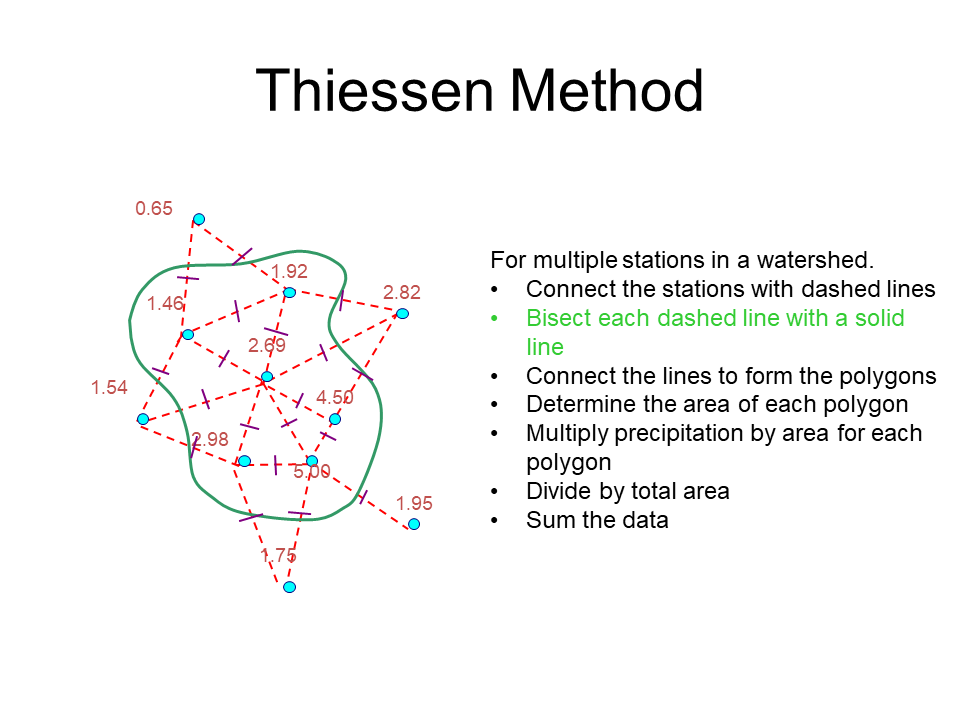 Thiessen Method
0.65
1.92
1.46
2.82
2.69
1.54
4.50
2.98
5.00
1.95
1.75
For multiple stations in a watershed.
• Connect the stations with dashed lines
• Bisect each dashed line with a solid
line
• Connect the lines to form the polygons
• Determine the area of each polygon
• Multiply precipitation by area for each
polygon
• Divide by total area
• Sum the data